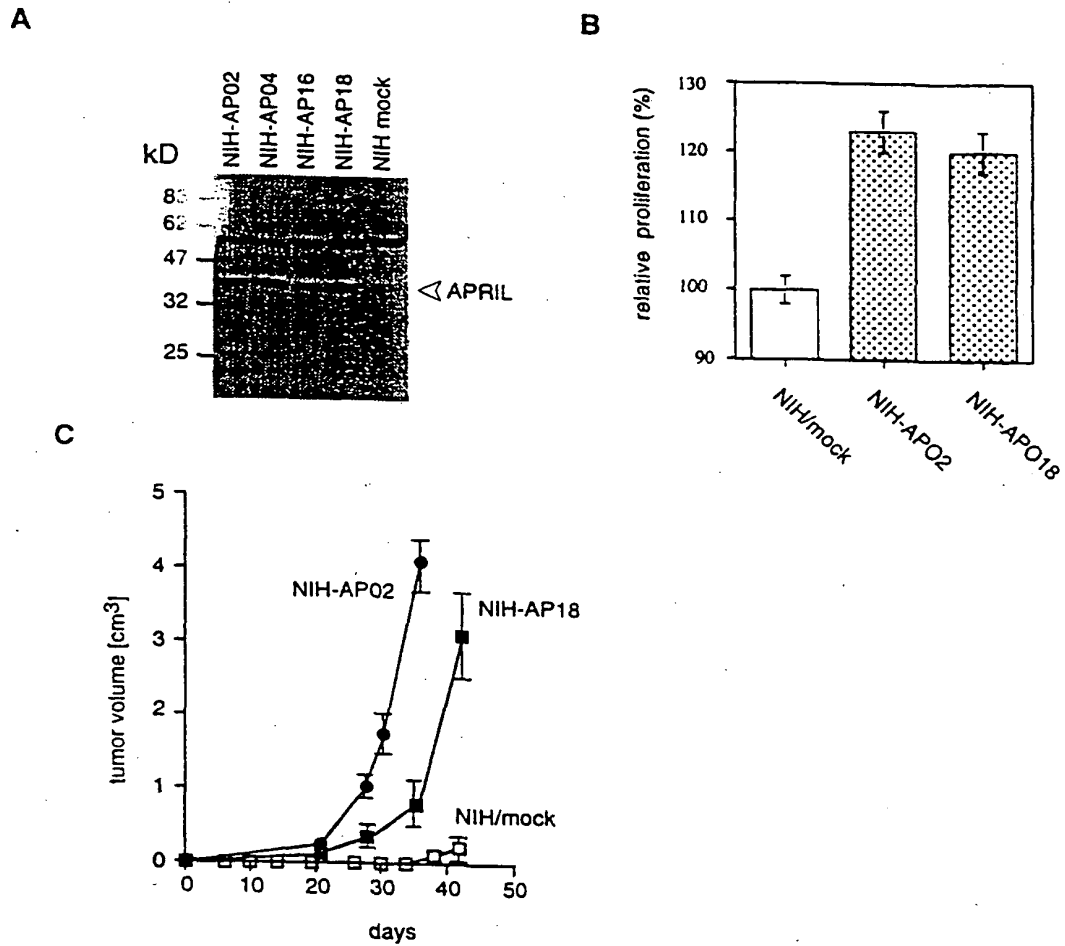 A
NIH-AP02
NIH-AP04
NIH-AP16
NIH-AP18
NIH mock
kD
83
62
47
32
25
APRIL
B
relative proliferation (%)
130
120
110
100
90
NIH/mock
NIH-APO2
NIH-APO18
C
tumor volume [cm3]
5
4
3
2
1
0
NIH-AP02
NIH-AP18
NIH/mock
0 10 20 30 40 50
days